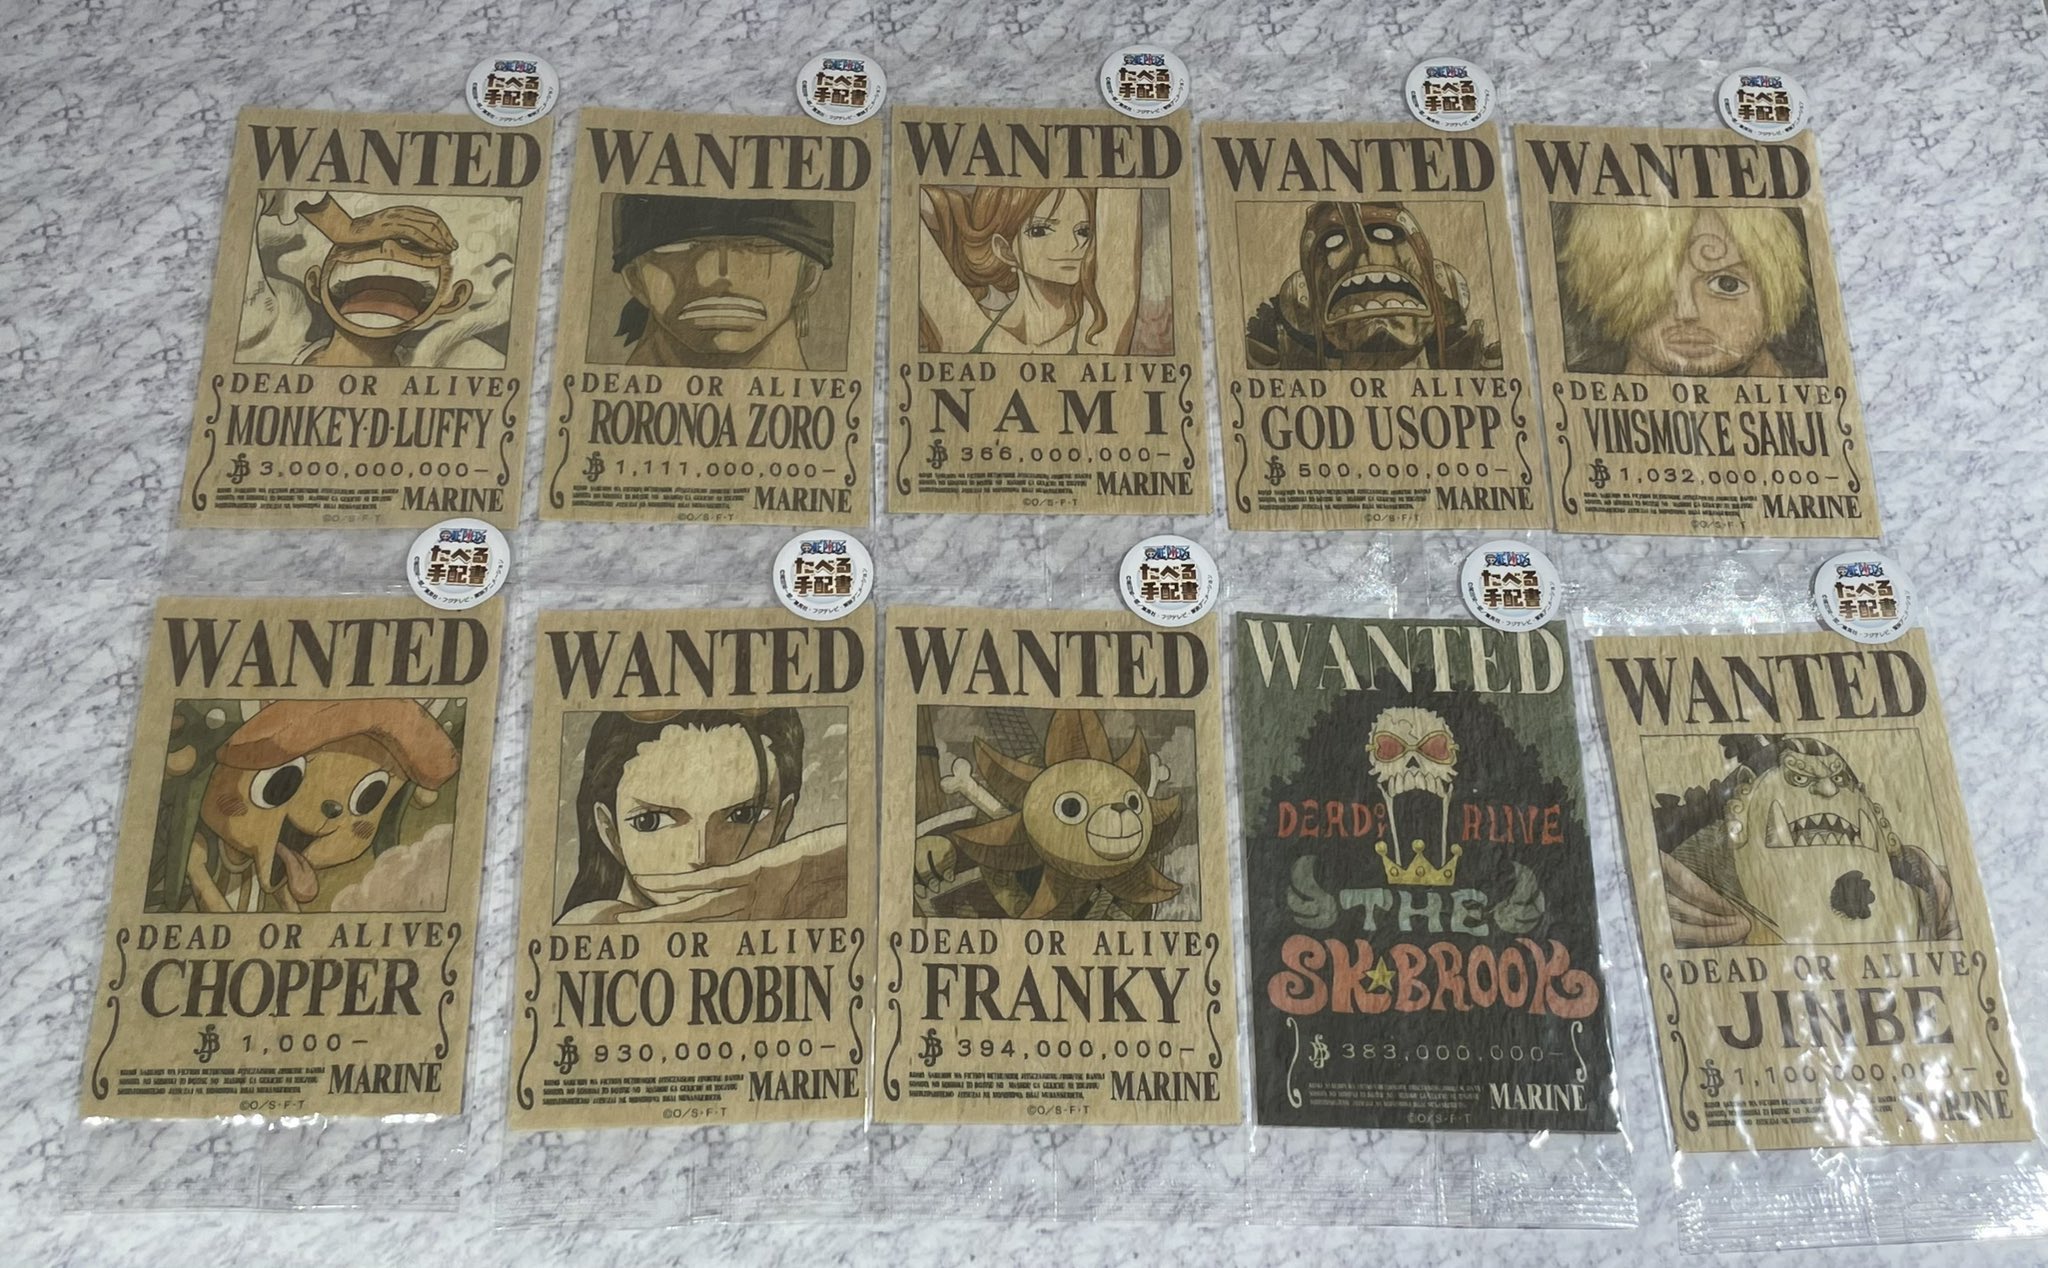 ONE PIECE
たべる
手配書
WANTED
DEAD OR ALIVE
MONKEY·D·LUFFY
3,000,000,000-
MARINE
©O/S·F·T
ONE PIECE
たべる
手配書
WANTED
DEAD OR ALIVE
RORONOA ZORO
1,111,000,000-
MARINE
©O/S·F·T
ONE PIECE
たべる
手配書
WANTED
DEAD OR ALIVE
NAMI
366,000,000-
MARINE
©O/S·F·T
ONE PIECE
たべる
手配書
WANTED
DEAD OR ALIVE
GOD USOPP
500,000,000-
MARINE
©O/S·F·T
ONE PIECE
たべる
手配書
WANTED
DEAD OR ALIVE
VINSMOKE SANJI
1,032,000,000-
MARINE
©O/S·F·T
ONE PIECE
たべる
手配書
WANTED
DEAD OR ALIVE
CHOPPER
1,000-
MARINE
©O/S·F·T
ONE PIECE
たべる
手配書
WANTED
DEAD OR ALIVE
NICO ROBIN
930,000,000-
MARINE
©O/S·F·T
ONE PIECE
たべる
手配書
WANTED
DEAD OR ALIVE
FRANKY
394,000,000-
MARINE
©O/S·F·T
ONE PIECE
たべる
手配書
WANTED
DEAD OR ALIVE
THE
SK★BROOK
383,000,000-
MARINE
©O/S·F·T
ONE PIECE
たべる
手配書
WANTED
DEAD OR ALIVE
JINBE
1,100,000,000-
MARINE